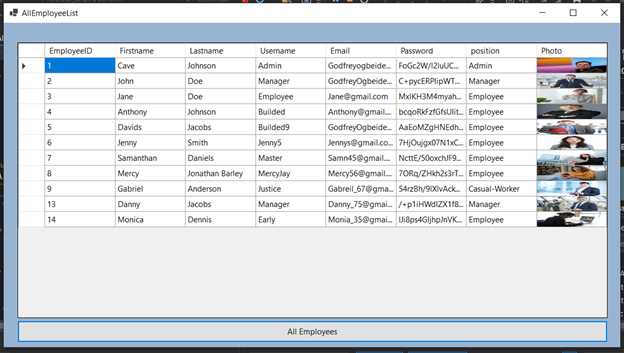 AllEmployeeList
EmployeeID Firstname Lastname Username Email Password position Photo
1 Cave Johnson Admin Godfreyogbeide... FoGc2W/I2luUC... Admin
2 John Doe Manager GodfreyOgbeide... C+pycERPlipWT... Manager
3 Jane Doe Employee Jane@gmail.com MxlKH3M4myah... Employee
4 Anthony Johnson Builded Anthony@gmail.... bcqoRkFzfGfsUlit... Employee
5 Davids Jacobs Builded9 GodfreyOgbeide... AaEoMZgHNEdh... Employee
6 Jenny Smith Jenny5 Jennys@gmail.co... 7HjOujgx07N1xC... Employee
7 Samanthan Daniels Master Samn45@gmail.... NcttE/50oxchJF9... Employee
8 Mercy Jonathan Barley MercyJay Mercy56@gmail.... 7ORq/ZHkh2s3rT... Employee
9 Gabriel Anderson Justice Gabreil_67@gma... 54rzBh/9IXlvAck... Casual-Worker
13 Danny Jacobs Manager Danny_75@gmai... /+p1iHWdIZX1f8... Manager
14 Monica Dennis Early Monia_35@gmai... IJi8ps4GljhpJnVK... Employee
All Employees